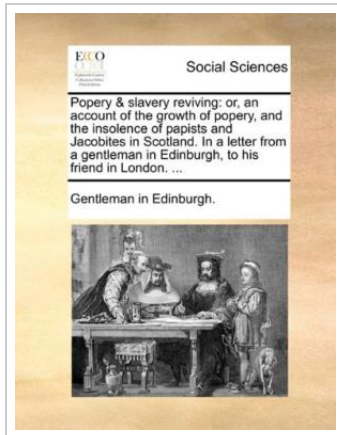 ECCO
Social Sciences
Popery & slavery reviving: or, an
account of the growth of popery, and
the insolence of papists and
Jacobites in Scotland. In a letter from
a gentleman in Edinburgh, to his
friend in London. ...
Gentleman in Edinburgh.